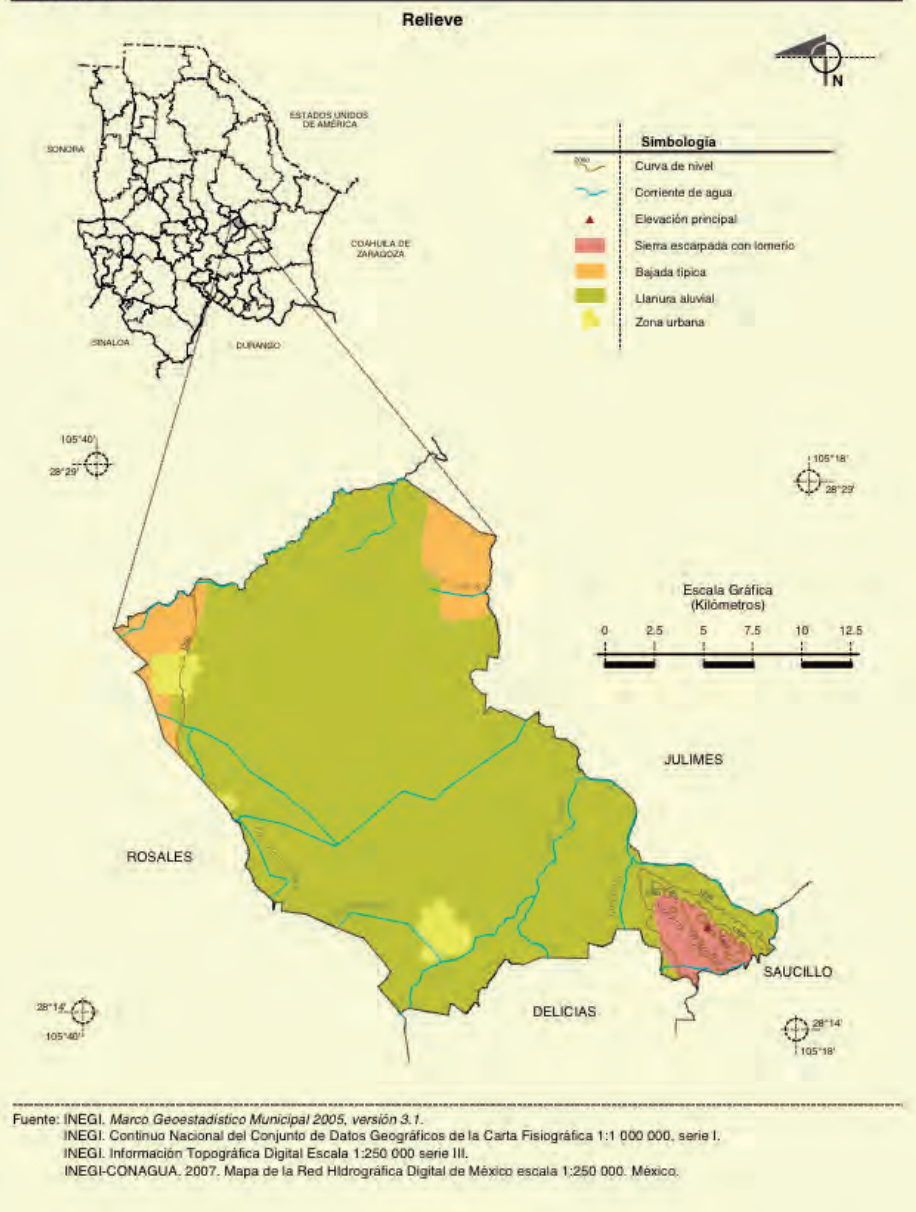 Relieve
N
ESTADOS UNIDOS
DE AMÉRICA
SONORA
COAHUILA DE
ZARAGOZA
SINALOA
DURANGO
Simbología
Curva de nivel
Corriente de agua
Elevación principal
Sierra escarpada con lomerío
Bajada típica
Llanura aluvial
Zona urbana
105°40'
28°29'
105°18'
28°29'
Escala Gráfica
(Kilómetros)
0 2.5 5 7.5 10 12.5
JULIMES
ROSALES
SAUCILLO
DELICIAS
28°14'
105°40'
28°14'
105°18'
Fuente: INEGI. Marco Geoestadístico Municipal 2005, versión 3.1.
INEGI. Continuo Nacional del Conjunto de Datos Geográficos de la Carta Fisiográfica 1:1 000 000, serie I.
INEGI. Información Topográfica Digital Escala 1:250 000 serie III.
INEGI-CONAGUA. 2007. Mapa de la Red HIdrográfica Digital de México escala 1:250 000. México.